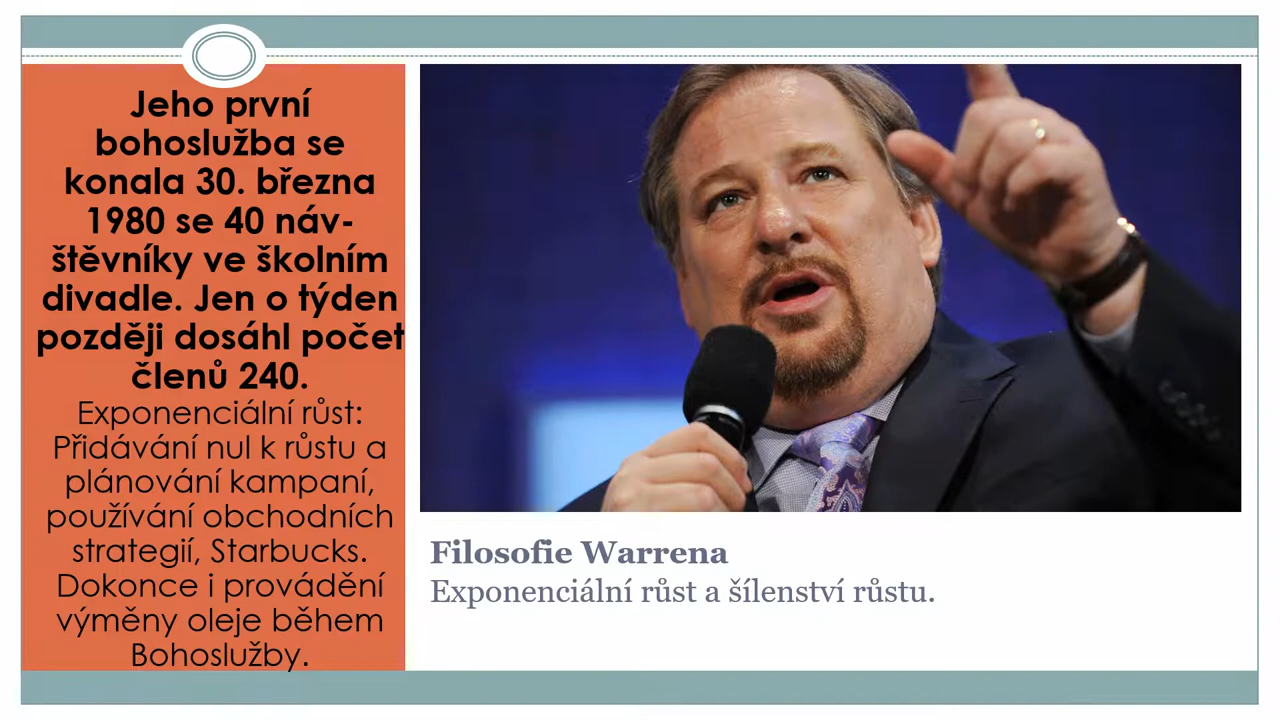 Jeho první
bohoslužba se
konala 30. března
1980 se 40 náv-
štěvníky ve školním
divadle. Jen o týden
později dosáhl počet
členů 240.
Exponenciální růst:
Přidávání nul k růstu a
plánování kampaní,
používání obchodních
strategií, Starbucks.
Dokonce i provádění
výměny oleje během
Bohoslužby.
Filosofie Warrena
Exponenciální růst a šílenství růstu.